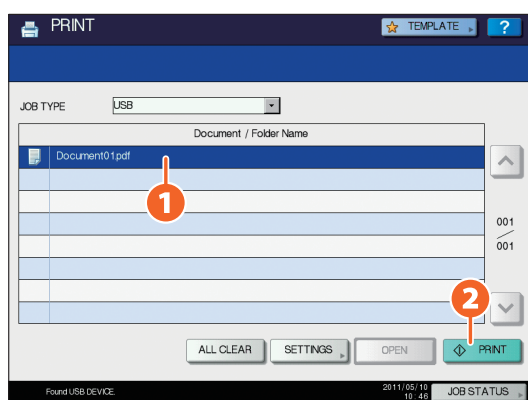 PRINT
TEMPLATE
?
JOB TYPE USB
Document / Folder Name
Document01.pdf
1
001
001
2
ALL CLEAR SETTINGS OPEN PRINT
Found USB DEVICE.
2011/05/10
10:46
JOB STATUS